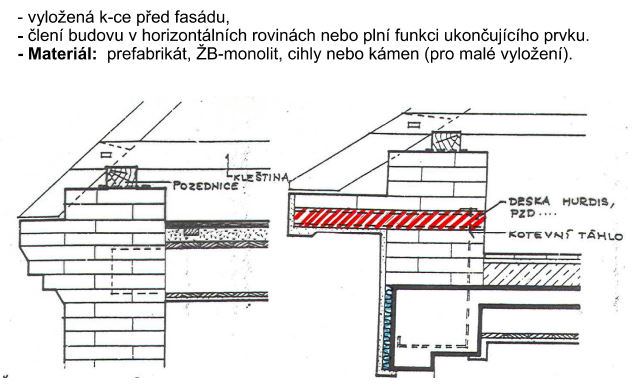 - vyložená k-ce před fasádu,
- člení budovu v horizontálních rovinách nebo plní funkci ukončujícího prvku.
- Materiál: prefabrikát, ŽB-monolit, cihly nebo kámen (pro malé vyložení).
KLEŠTINA
POZEDNICE
DESKA HURDIS,
PZD ....
KOTEVNÍ TÁHLO